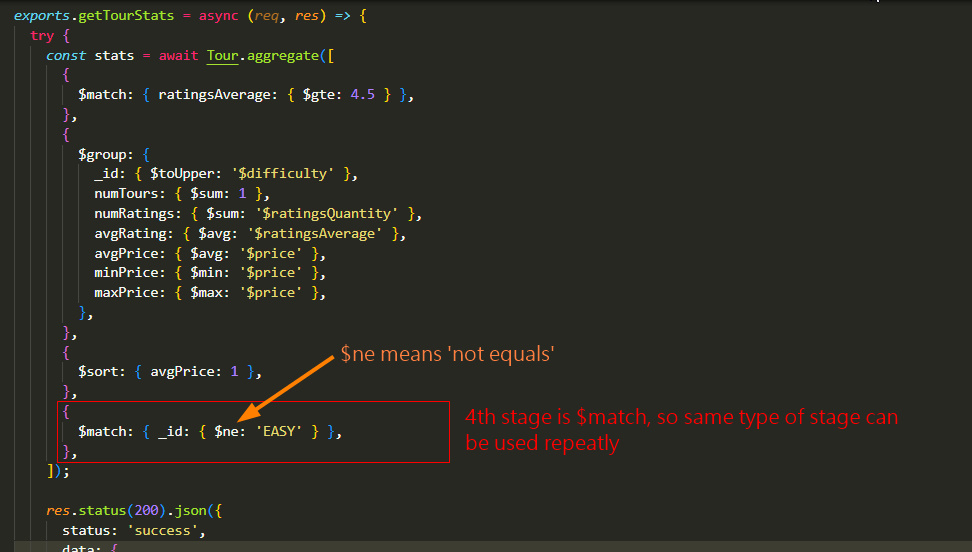 exports.getTourStats = async (req, res) => {
try {
const stats = await Tour.aggregate([
{
$match: { ratingsAverage: { $gte: 4.5 } },
},
{
$group: {
_id: { $toUpper: '$difficulty' },
numTours: { $sum: 1 },
numRatings: { $sum: '$ratingsQuantity' },
avgRating: { $avg: '$ratingsAverage' },
avgPrice: { $avg: '$price' },
minPrice: { $min: '$price' },
maxPrice: { $max: '$price' },
},
},
{
$ne means 'not equals'
$sort: { avgPrice: 1 },
},
{
$match: { _id: { $ne: 'EASY' } },
},
4th stage is $match, so same type of stage can
be used repeatly
]);
res.status(200).json({
status: 'success',
data: {